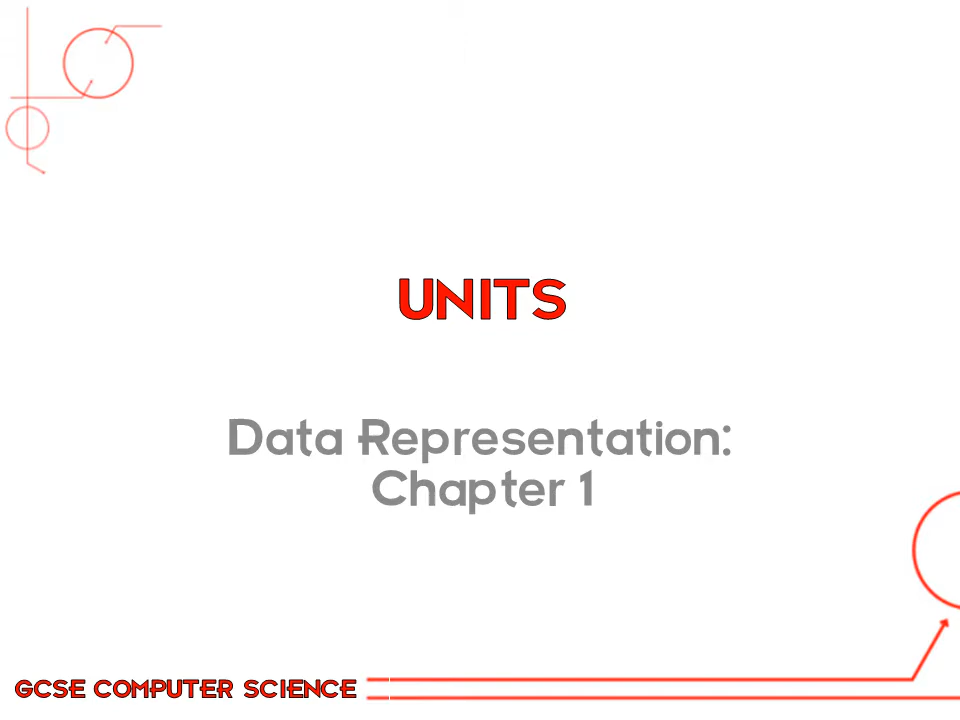 UNITS
Data Representation:
Chapter 1
GCSE COMPUTER SCIENCE